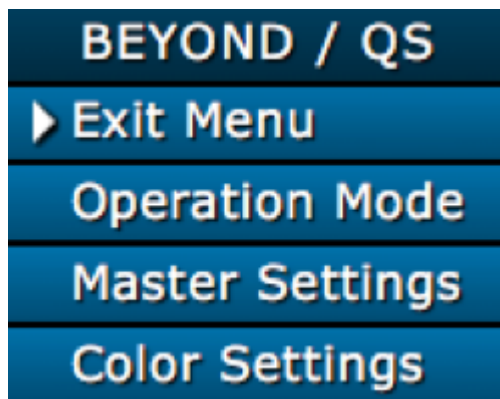 BEYOND / QS
Exit Menu
Operation Mode
Master Settings
Color Settings